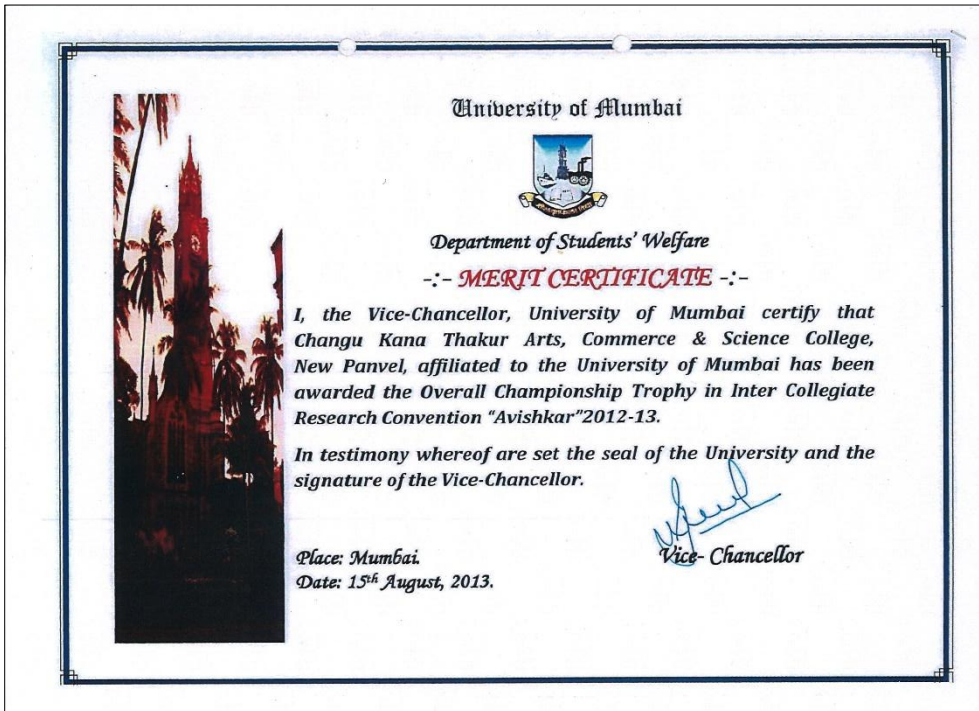 University of Mumbai
Department of Students' Welfare
-:- MERIT CERTIFICATE -:-
I, the Vice-Chancellor, University of Mumbai certify that
Changu Kana Thakur Arts, Commerce & Science College,
New Panvel, affiliated to the University of Mumbai has been
awarded the Overall Championship Trophy in Inter Collegiate
Research Convention "Avishkar"2012-13.
In testimony whereof are set the seal of the University and the
signature of the Vice-Chancellor.
Place: Mumbai.
Vice- Chancellor
Date: 15th August, 2013.